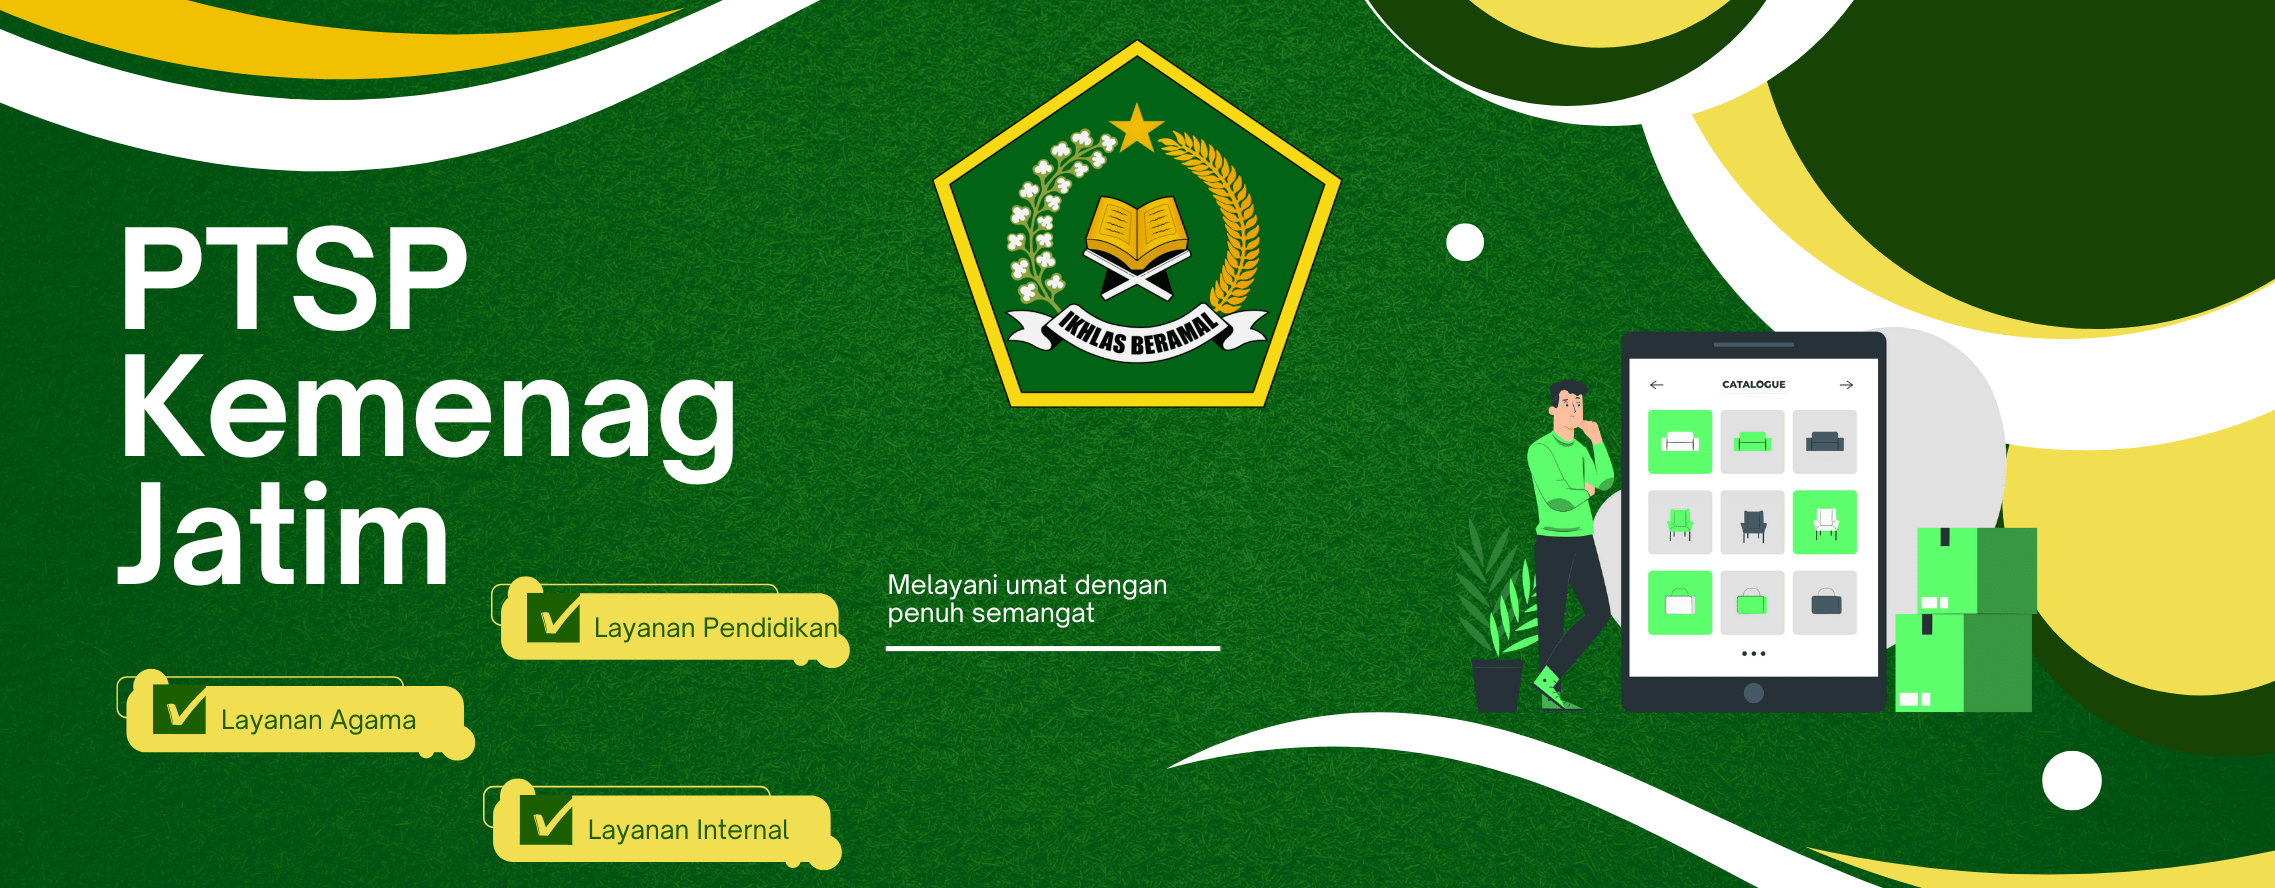 PTSP
Kemenag
Jatim
IKHLAS BERAMAL
Layanan Pendidikan
Layanan Agama
Layanan Internal
Melayani umat dengan
penuh semangat
CATALOGUE